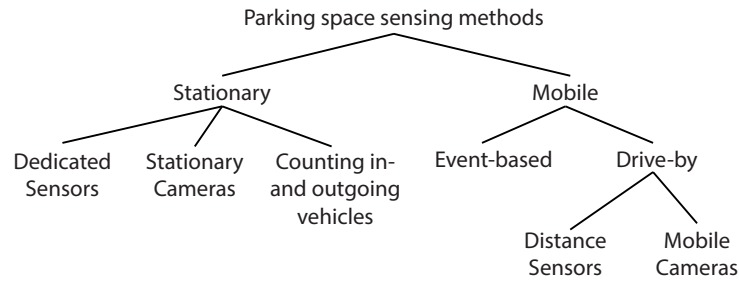 Parking space sensing methods
Stationary
Mobile
Dedicated
Sensors
Stationary
Cameras
Counting in-
and outgoing
vehicles
Event-based
Drive-by
Distance
Sensors
Mobile
Cameras